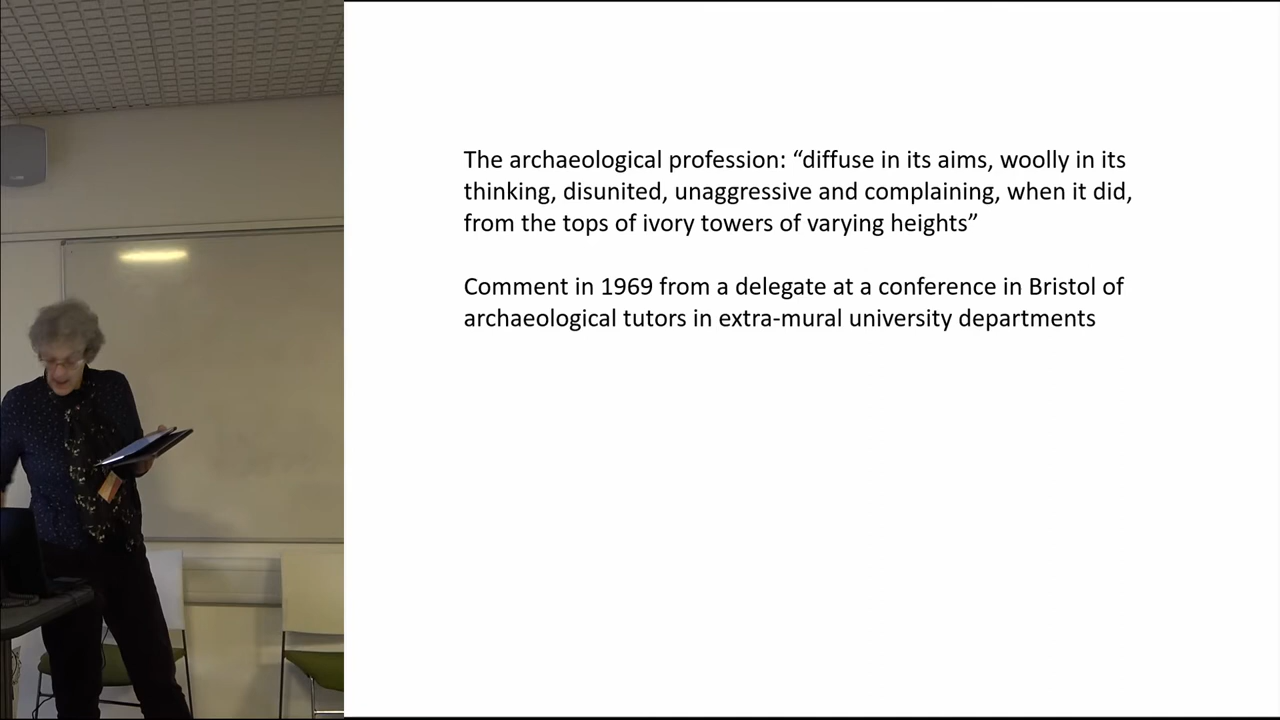 The archaeological profession: “diffuse in its aims, woolly in its
thinking, disunited, unaggressive and complaining, when it did,
from the tops of ivory towers of varying heights”
Comment in 1969 from a delegate at a conference in Bristol of
archaeological tutors in extra-mural university departments